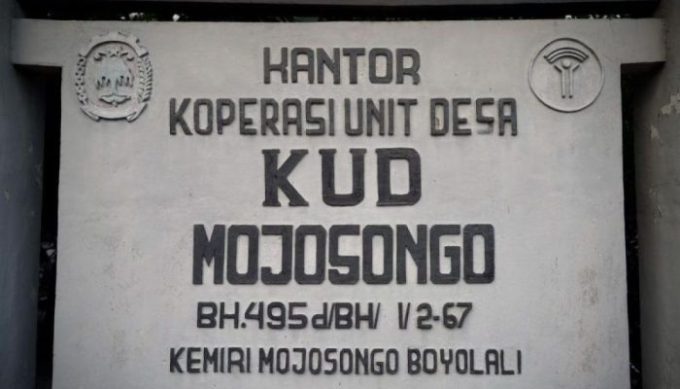 KANTOR
KOPERASI UNIT DESA
KUD
MOJOSONGO
BH.495d/BH/ I/2-67
KEMIRI MOJOSONGO BOYOLALI